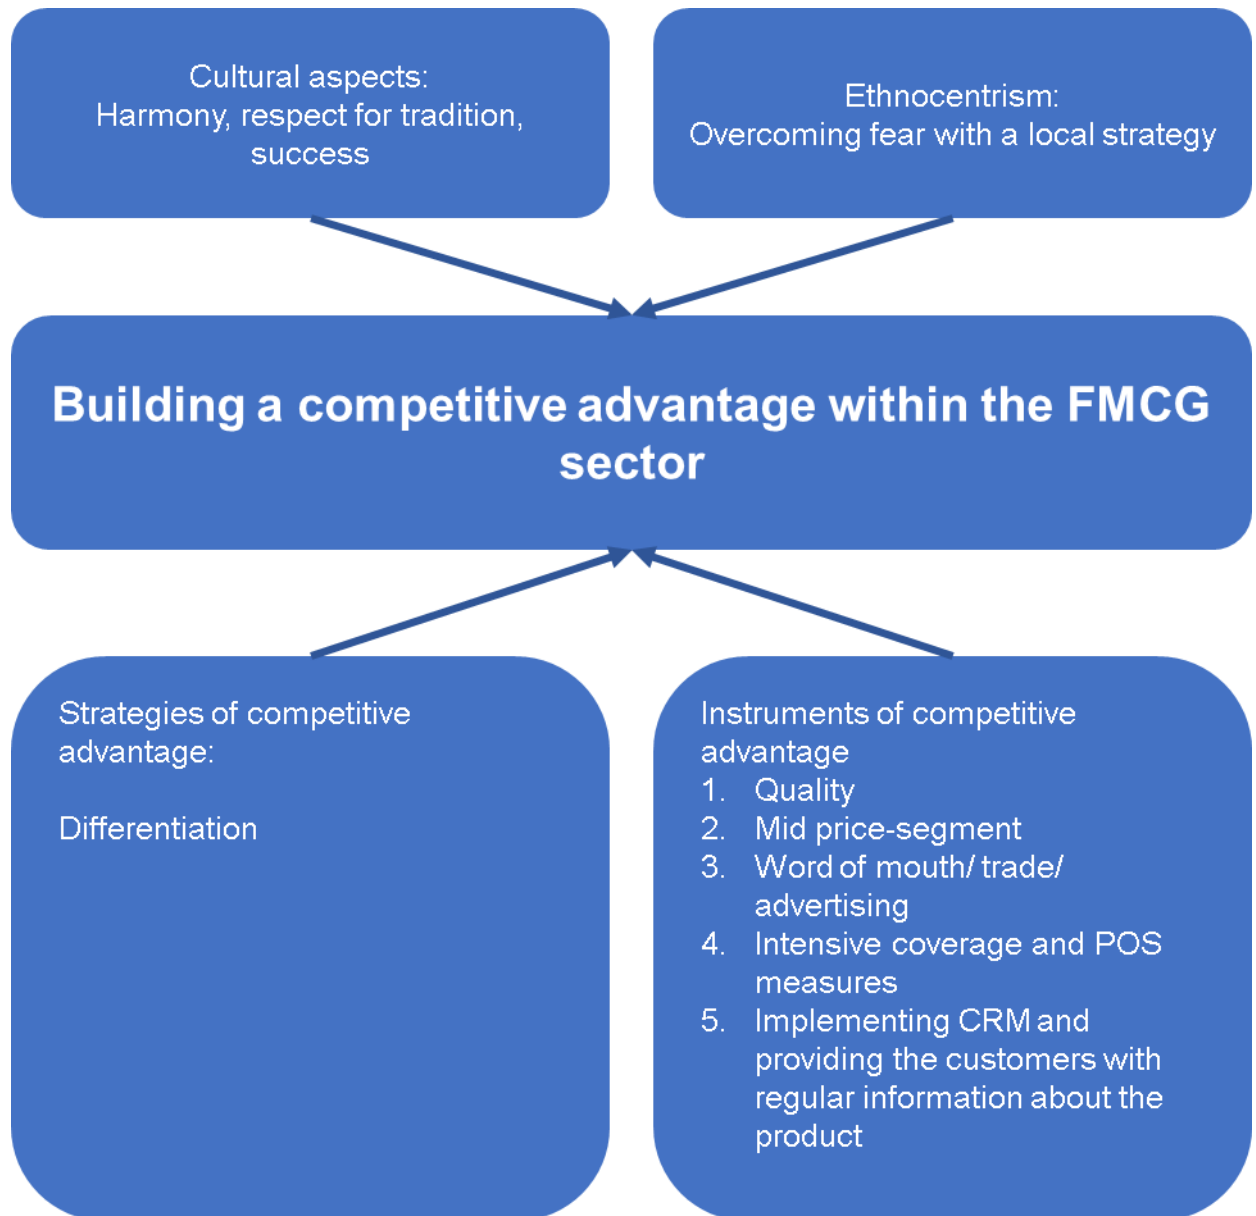 Cultural aspects:
Harmony, respect for tradition,
success
Ethnocentrism:
Overcoming fear with a local strategy
Building a competitive advantage within the FMCG
sector
Strategies of competitive
advantage:
Differentiation
Instruments of competitive
advantage
1. Quality
2. Mid price-segment
3. Word of mouth/ trade/
advertising
4. Intensive coverage and POS
measures
5. Implementing CRM and
providing the customers with
regular information about the
product